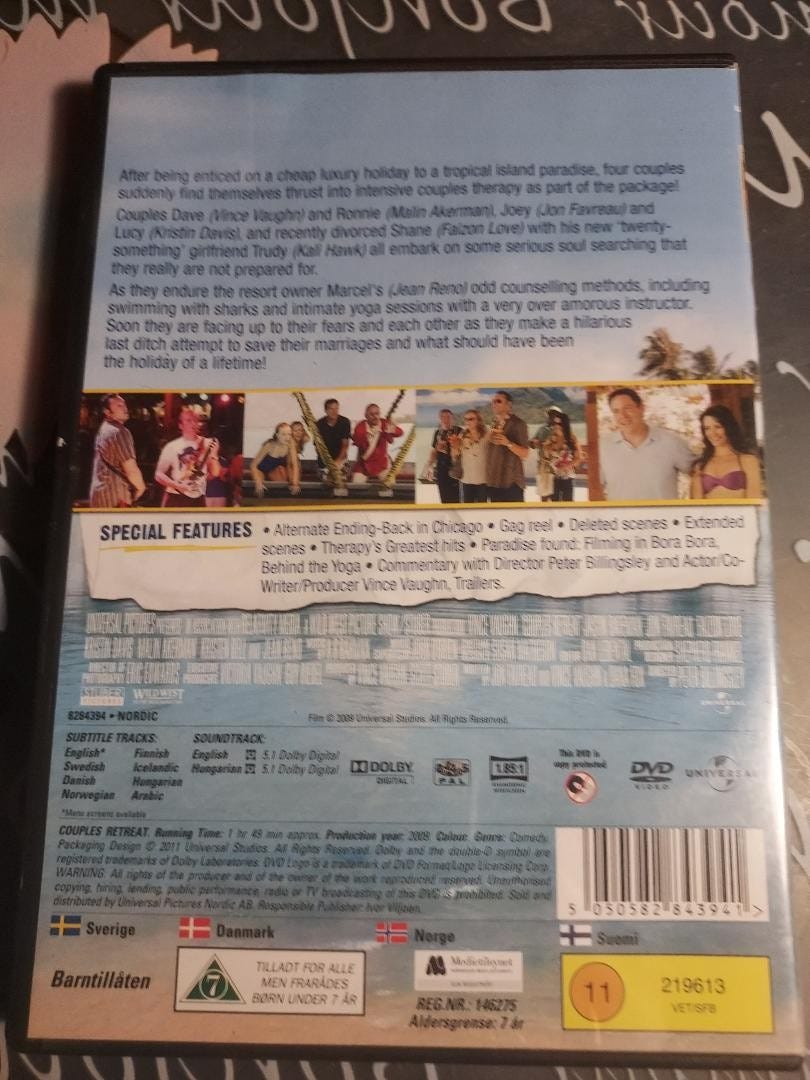 After being enticed on a cheap luxury holiday to a tropical island paradise, four couples
suddenly find themselves thrust into intensive couples therapy as part of the package!
Couples Dave (Vince Vaughn) and Ronnie (Malin Akerman), Joey (Jon Favreau) and
Lucy (Kristin Davis), and recently divorced Shane (Faizon Love) with his new 'twenty-
something' girlfriend Trudy (Kali Hawk) all embark on some serious soul searching that
they really are not prepared for.
As they endure the resort owner Marcel's (Jean Reno) odd counselling methods, including
swimming with sharks and intimate yoga sessions with a very over amorous instructor.
Soon they are facing up to their fears and each other as they make a hilarious
last ditch attempt to save their marriages and what should have been
the holiday of a lifetime!
SPECIAL FEATURES • Alternate Ending-Back in Chicago • Gag reel • Deleted scenes • Extended
scenes • Therapy's Greatest hits • Paradise found: Filming in Bora Bora,
Behind the Yoga • Commentary with Director Peter Billingsley and Actor/Co-
Writer/Producer Vince Vaughn, Trailers.
STUBER PICTURES WILD WEST
UNIVERSAL
8284394 • NORDIC
Film © 2009 Universal Studios. All Rights Reserved.
SUBTITLE TRACKS:
English* Finnish
Swedish Icelandic
Danish Hungarian
Norwegian Arabic
*Menu screens available
SOUNDTRACK:
English 5.1 Dolby Digital
Hungarian 5.1 Dolby Digital
DOLBY DIGITAL
PAL
1.85:1
This DVD is copy protected
DVD VIDEO
UNIVERSAL
COUPLES RETREAT. Running Time: 1 hr 49 min approx. Production year: 2009. Colour. Genre: Comedy.
Packaging Design © 2011 Universal Studios. All Rights Reserved. Dolby and the double-D symbol are
registered trademarks of Dolby Laboratories. DVD Logo is a trademark of DVD Format/Logo Licensing Corp.
WARNING. All rights of the producer and of the owner of the work reproduced reserved. Unauthorised
copying, hiring, lending, public performance, radio or TV broadcasting of this DVD is prohibited. Sold and
distributed by Universal Pictures Nordic AB. Responsible Publisher: Ivor Viljoen.
5 050582 843941 >
Sverige
Barntillåten
Danmark
7
TILLADT FOR ALLE
MEN FRARÅDES
BØRN UNDER 7 ÅR
Norge
Medietilsynet
REG.NR.: 146275
Aldersgrense: 7 år
Suomi
11
219613
VET/SFB